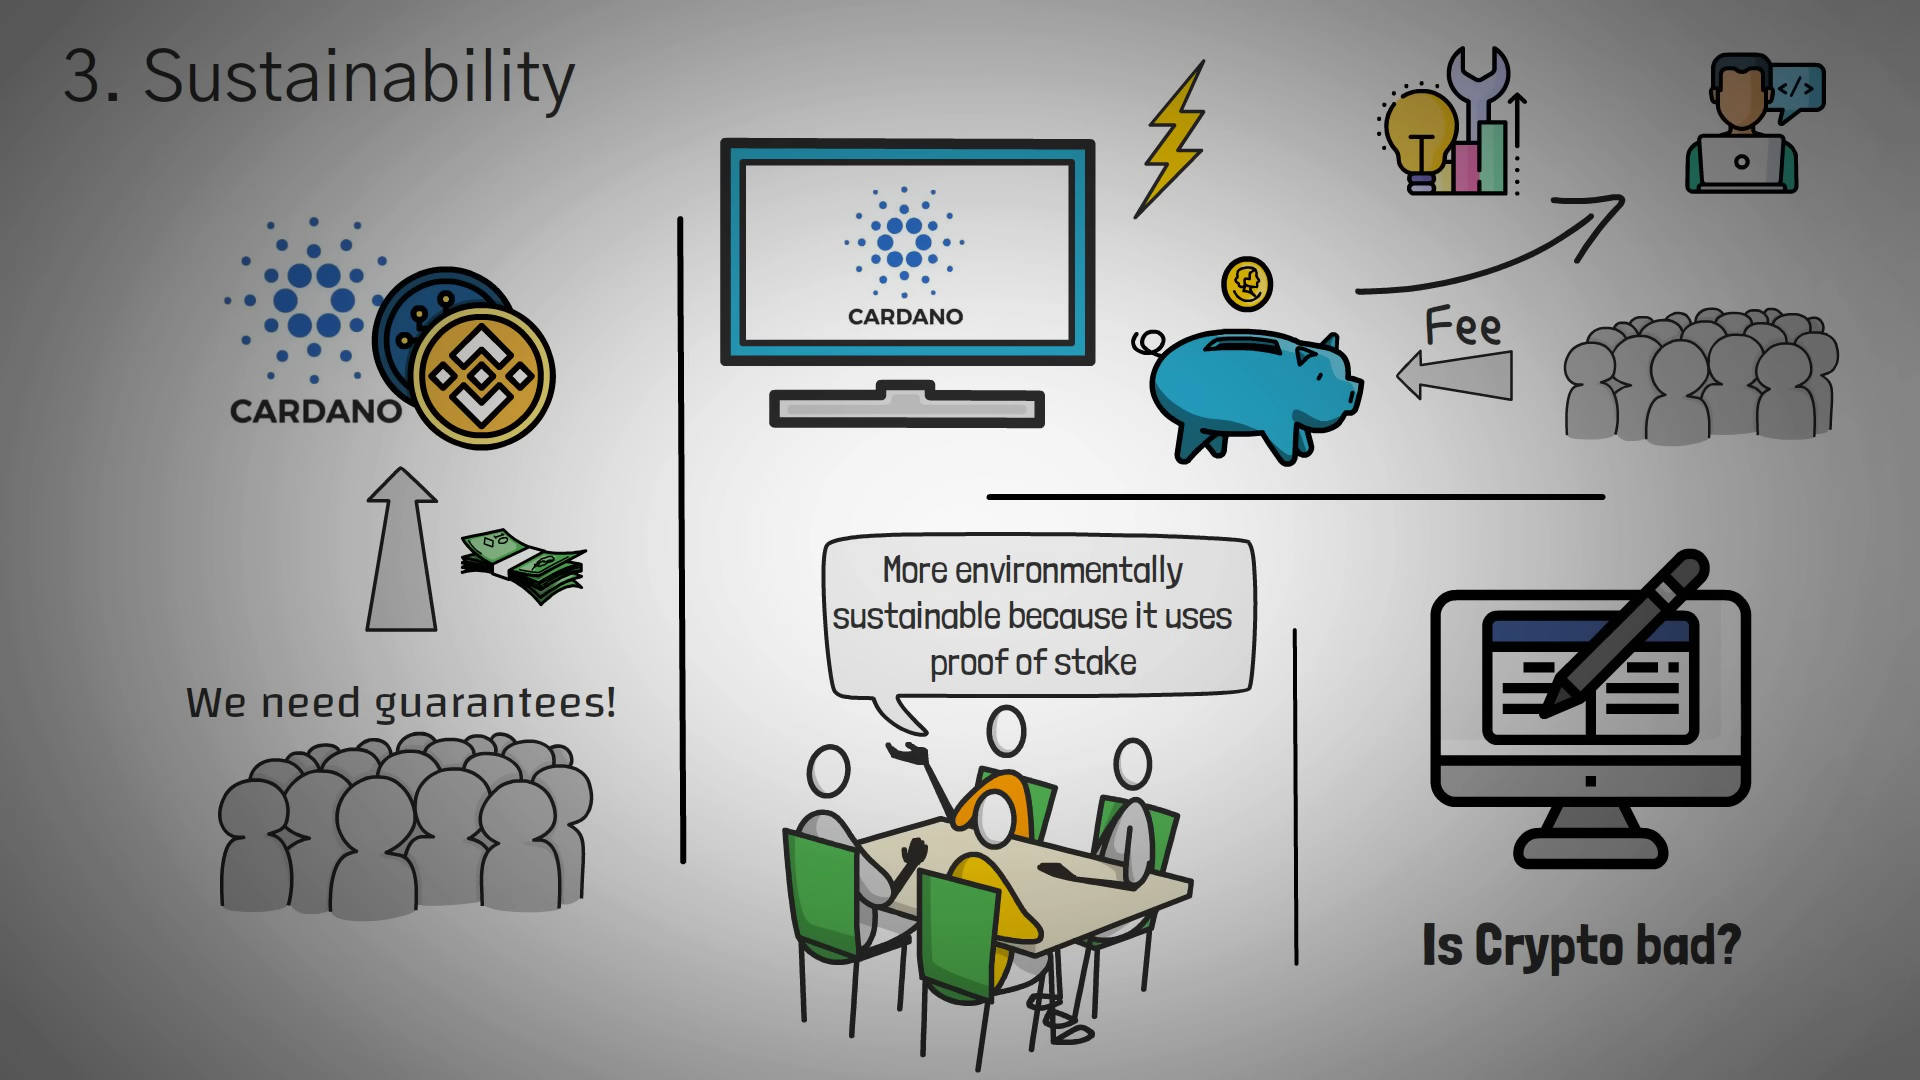 3. Sustainability
CARDANO
We need guarantees!
CARDANO
</>
Fee
More environmentally
sustainable because it uses
proof of stake
Is Crypto bad?